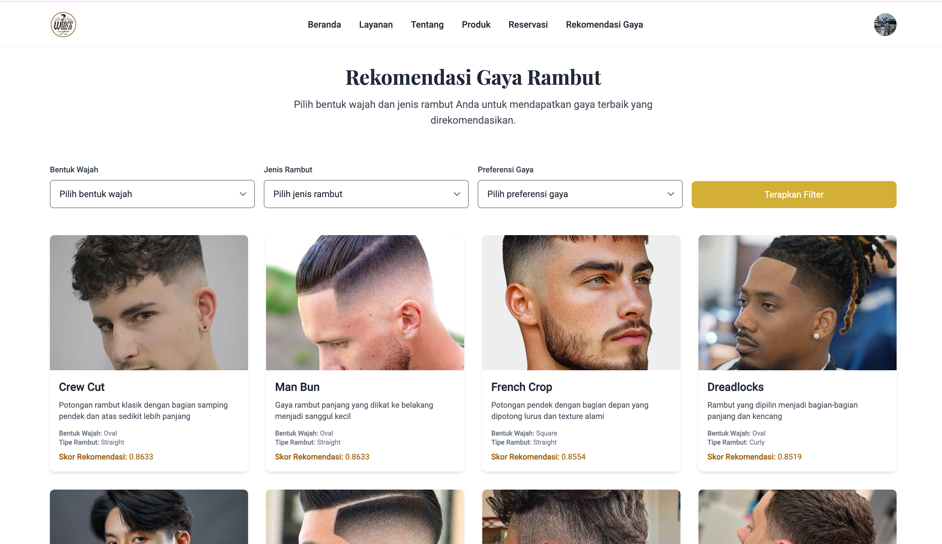 WOX'S
Beranda Layanan Tentang Produk Reservasi Rekomendasi Gaya
Rekomendasi Gaya Rambut
Pilih bentuk wajah dan jenis rambut Anda untuk mendapatkan gaya terbaik yang
direkomendasikan.
Bentuk Wajah
Pilih bentuk wajah
Jenis Rambut
Pilih jenis rambut
Preferensi Gaya
Pilih preferensi gaya
Terapkan Filter
Crew Cut
Potongan rambut klasik dengan bagian samping
pendek dan atas sedikit lebih panjang
Bentuk Wajah: Oval
Tipe Rambut: Straight
Skor Rekomendasi: 0.8633
Man Bun
Gaya rambut panjang yang diikat ke belakang
menjadi sanggul kecil
Bentuk Wajah: Oval
Tipe Rambut: Straight
Skor Rekomendasi: 0.8633
French Crop
Potongan pendek dengan bagian depan yang
dipotong lurus dan texture alami
Bentuk Wajah: Square
Tipe Rambut: Straight
Skor Rekomendasi: 0.8554
Dreadlocks
Rambut yang dipilin menjadi bagian-bagian
panjang dan kencang
Bentuk Wajah: Oval
Tipe Rambut: Curly
Skor Rekomendasi: 0.8519